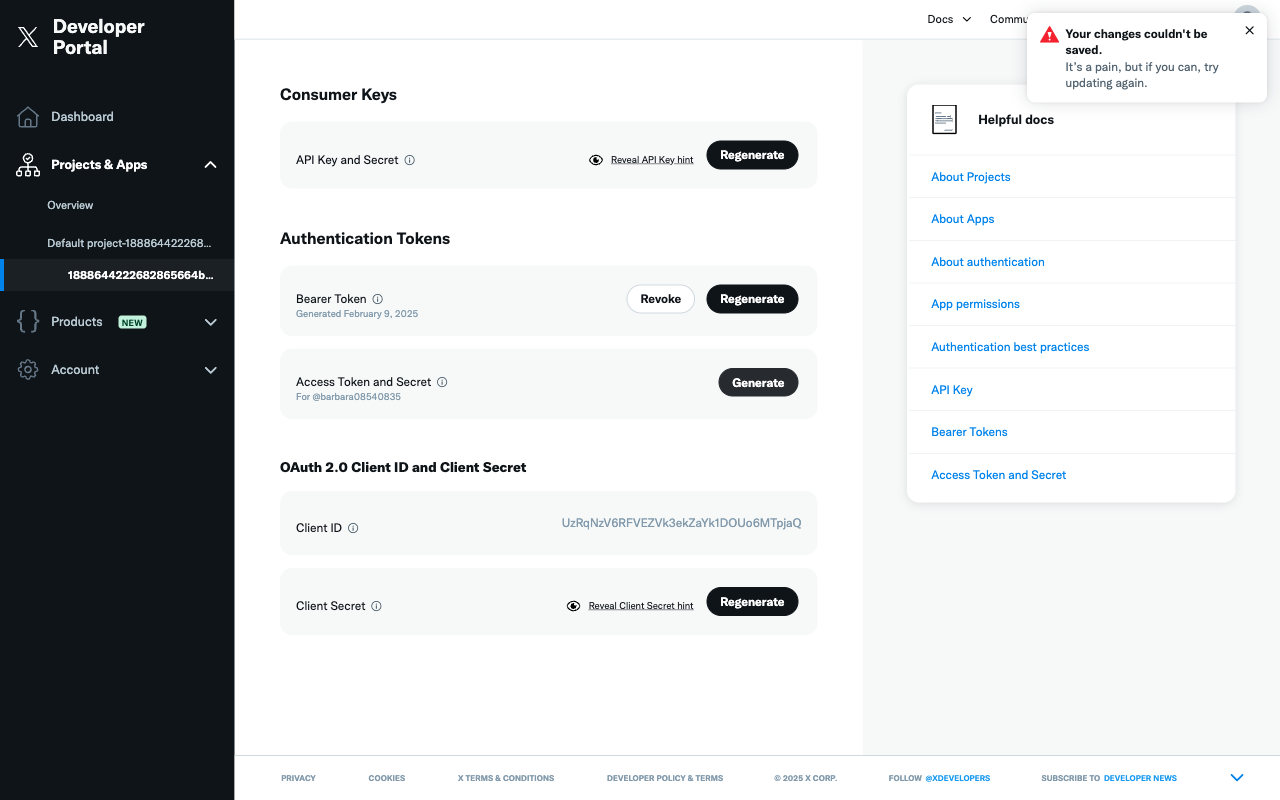 Developer
Portal
Dashboard
Projects & Apps
Overview
Default project-188864422268...
1888644222682865664b...
Products NEW
Account
Docs
Commu
Your changes couldn't be
saved.
It's a pain, but if you can, try
updating again.
Consumer Keys
API Key and Secret
Reveal API Key hint
Regenerate
Authentication Tokens
Bearer Token
Generated February 9, 2025
Revoke
Regenerate
Access Token and Secret
For @barbara08540835
Generate
OAuth 2.0 Client ID and Client Secret
Client ID
UzRqNzV6RFVEZVk3ekZaYk1DOUo6MTpjaQ
Client Secret
Reveal Client Secret hint
Regenerate
Helpful docs
About Projects
About Apps
About authentication
App permissions
Authentication best practices
API Key
Bearer Tokens
Access Token and Secret
PRIVACY
COOKIES
X TERMS & CONDITIONS
DEVELOPER POLICY & TERMS
© 2025 X CORP.
FOLLOW @XDEVELOPERS
SUBSCRIBE TO DEVELOPER NEWS